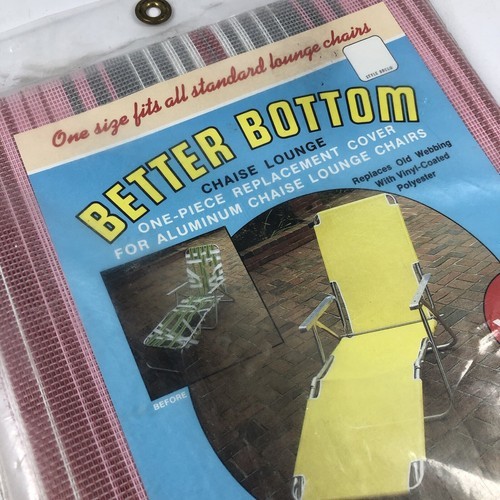 One size fits all standard lounge chairs
BETTER BOTTOM
CHAISE LOUNGE
ONE-PIECE REPLACEMENT COVER
FOR ALUMINUM CHAISE LOUNGE CHAIRS
Replaces Old Webbing
With Vinyl-Coated
Polyester
BEFORE